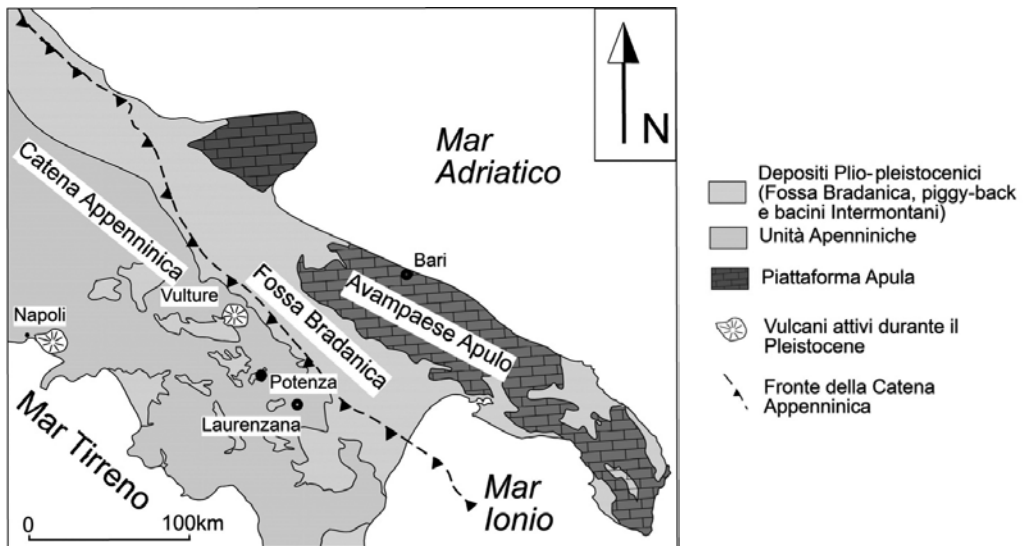 N
Mar
Adriatico
Catena Appenninica
Bari
Vulture
Fossa Bradanica
Avampaese Apulo
Napoli
Potenza
Laurenzana
Mar Tirreno
Mar
Ionio
0
100km
Depositi Plio-pleistocenici
(Fossa Bradanica, piggy-back
e bacini Intermontani)
Unità Apenniniche
Piattaforma Apula
Vulcani attivi durante il
Pleistocene
Fronte della Catena
Appenninica